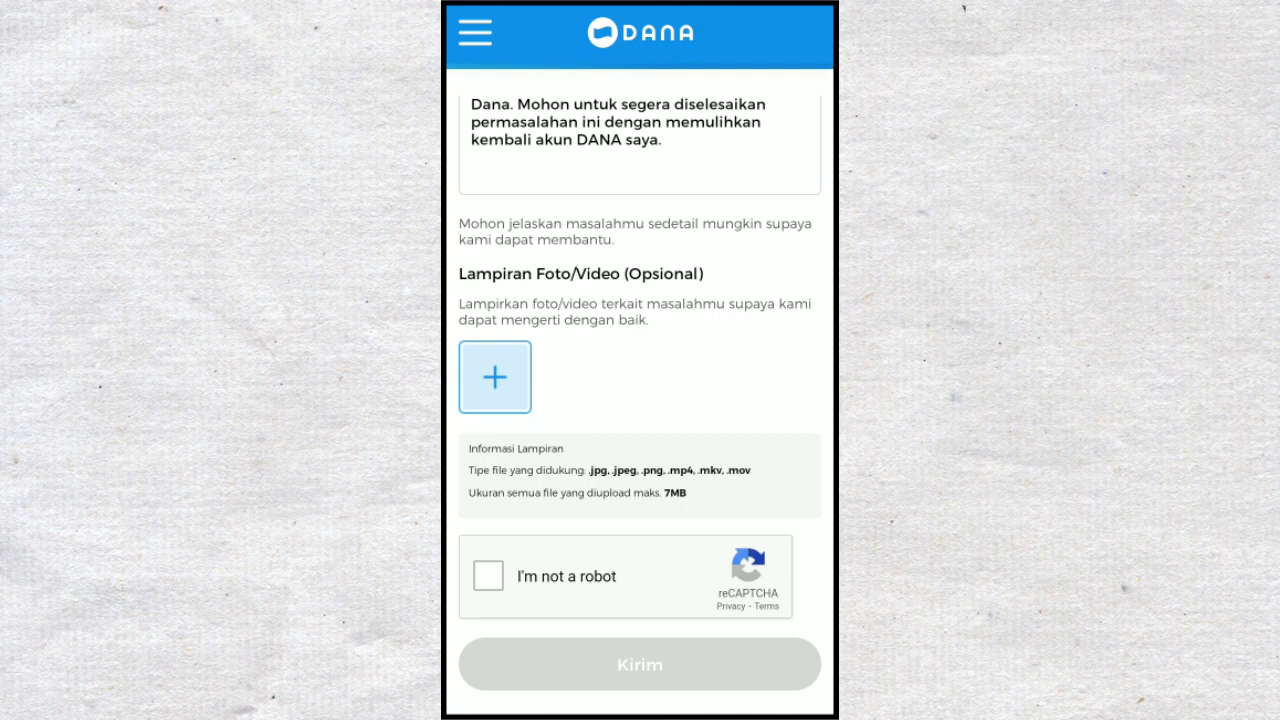 DANA
Dana. Mohon untuk segera diselesaikan
permasalahan ini dengan memulihkan
kembali akun DANA saya.
Mohon jelaskan masalahmu sedetail mungkin supaya
kami dapat membantu.
Lampiran Foto/Video (Opsional)
Lampirkan foto/video terkait masalahmu supaya kami
dapat mengerti dengan baik.
Informasi Lampiran
Tipe file yang didukung: .jpg, .jpeg, .png, .mp4, .mkv, .mov
Ukuran semua file yang diupload maks. 7MB
I'm not a robot
reCAPTCHA
Privacy - Terms
Kirim